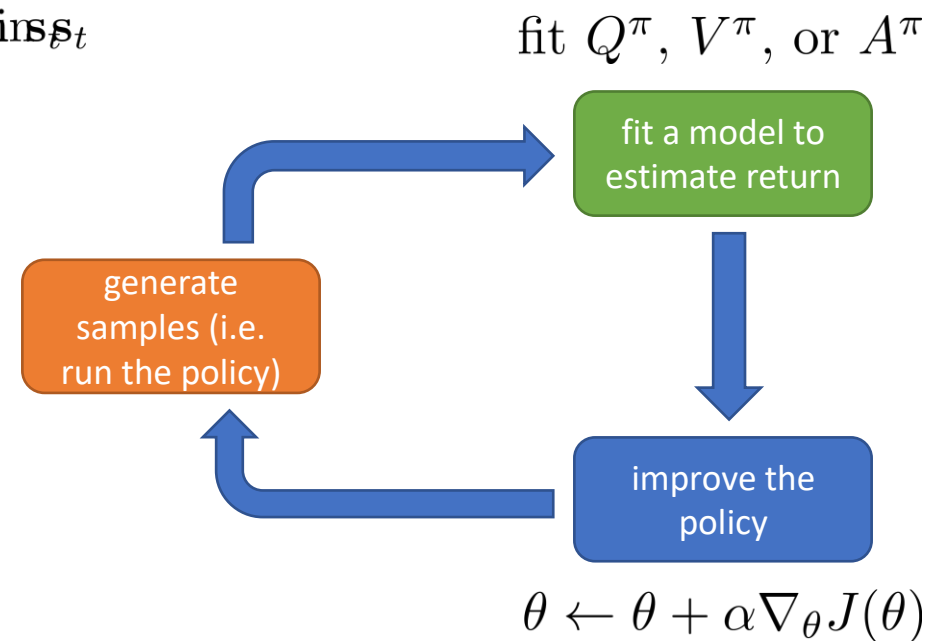 fit $Q^\pi$, $V^\pi$, or $A^\pi$
fit a model to
estimate return
generate
samples (i.e.
run the policy)
improve the
policy
$\theta \leftarrow \theta + \alpha \nabla_\theta J(\theta)$